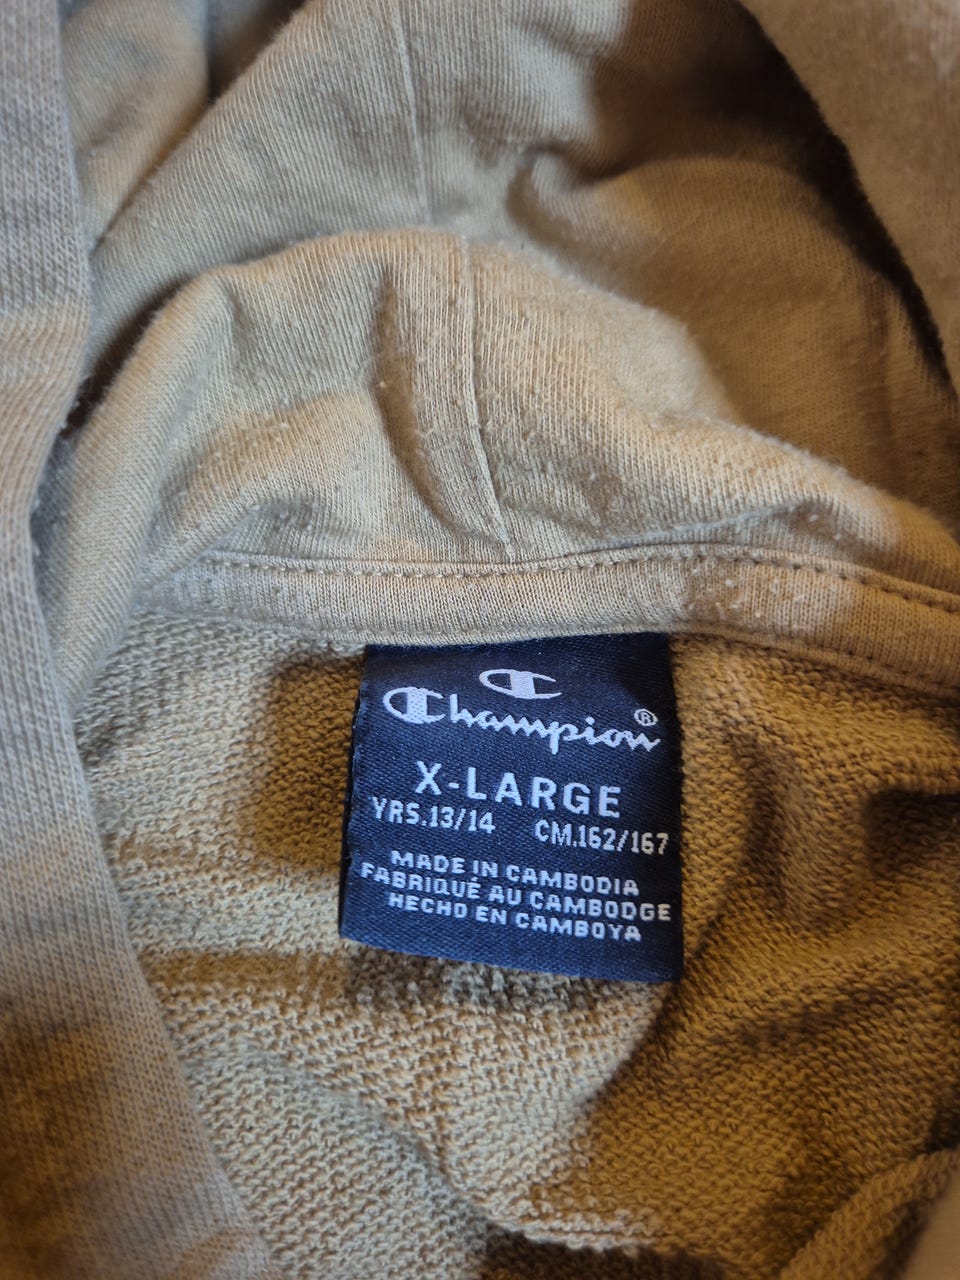 Champion®
X-LARGE
YRS.13/14 CM.162/167
MADE IN CAMBODIA
FABRIQUÉ AU CAMBODGE
HECHO EN CAMBOYA